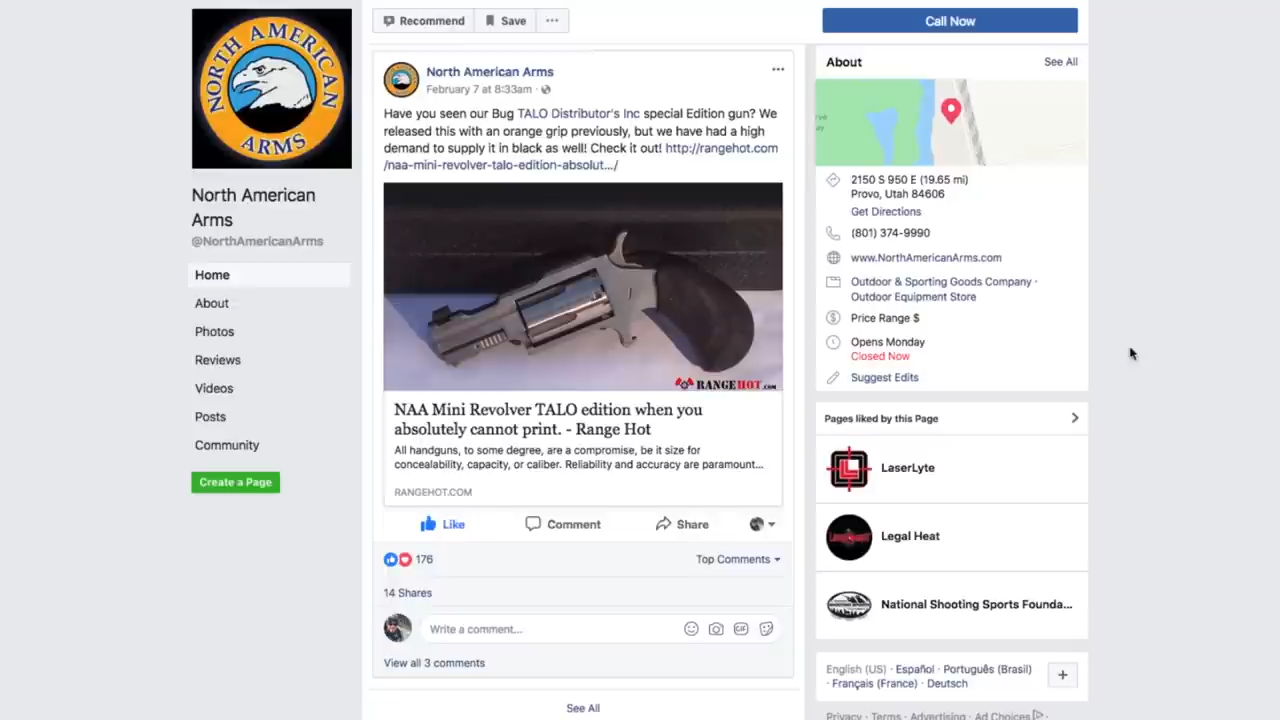 NORTH AMERICAN
ARMS
North American
Arms
@NorthAmericanArms
Home
About
Photos
Reviews
Videos
Posts
Community
Create a Page
Recommend
Save
North American Arms
February 7 at 8:33am ·
Have you seen our Bug TALO Distributor's Inc special Edition gun? We
released this with an orange grip previously, but we have had a high
demand to supply it in black as well! Check it out! http://rangehot.com
/naa-mini-revolver-talo-edition-absolut.../
RANGEHOT.COM
NAA Mini Revolver TALO edition when you
absolutely cannot print. - Range Hot
All handguns, to some degree, are a compromise, be it size for
concealability, capacity, or caliber. Reliability and accuracy are paramount...
RANGEHOT.COM
Like
Comment
Share
176
Top Comments
14 Shares
Write a comment...
GIF
View all 3 comments
See All
Call Now
About
See All
2150 S 950 E (19.65 mi)
Provo, Utah 84606
Get Directions
(801) 374-9990
www.NorthAmericanArms.com
Outdoor & Sporting Goods Company ·
Outdoor Equipment Store
Price Range $
Opens Monday
Closed Now
Suggest Edits
Pages liked by this Page
LaserLyte
Legal Heat
National Shooting Sports Founda...
English (US) · Español · Português (Brasil)
· Français (France) · Deutsch
Privacy · Terms · Advertising · Ad Choices ·